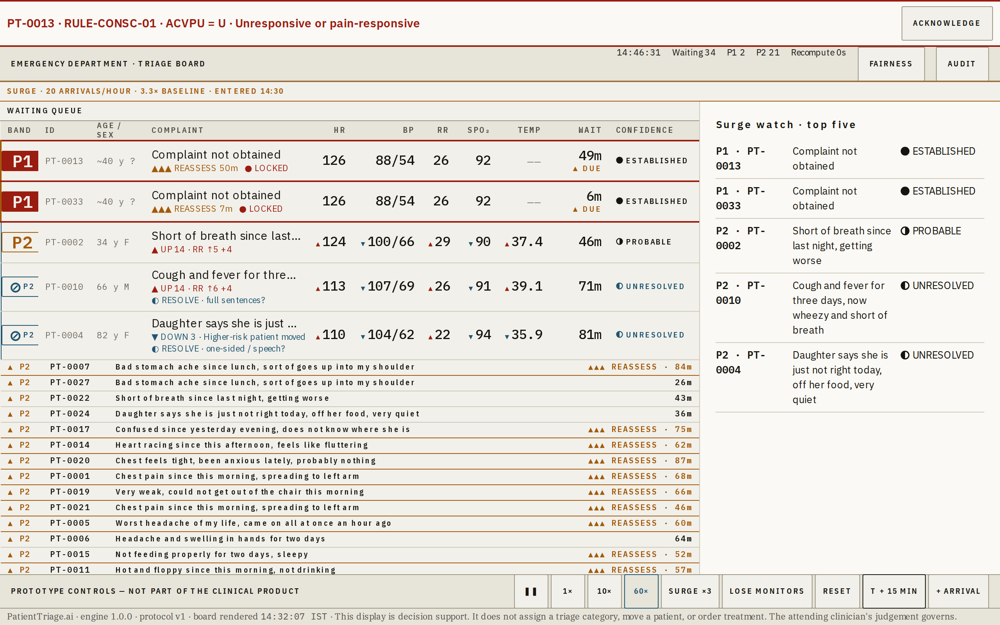 PT-0013 · RULE-CONSC-01 · ACVPU = U · Unresponsive or pain-responsive
ACKNOWLEDGE
EMERGENCY DEPARTMENT · TRIAGE BOARD
14:46:31 Waiting 34 P1 2 P2 21 Recompute 0s
FAIRNESS
AUDIT
SURGE · 20 ARRIVALS/HOUR · 3.3× BASELINE · ENTERED 14:30
WAITING QUEUE
BAND ID AGE / SEX COMPLAINT HR BP RR SPO₂ TEMP WAIT CONFIDENCE
P1 PT-0013 ~40 y ? Complaint not obtained 126 88/54 26 92 —— 49m ● ESTABLISHED
▲▲▲ REASSESS 50m ● LOCKED ▲ DUE
P1 PT-0033 ~40 y ? Complaint not obtained 126 88/54 26 92 —— 6m ● ESTABLISHED
▲▲▲ REASSESS 7m ● LOCKED ▲ DUE
P2 PT-0002 34 y F Short of breath since last… ▲124 ▼100/66 ▲29 ▼90 ▲37.4 46m ◑ PROBABLE
▲ UP 14 · RR ↑5 +4
⊘ P2 PT-0010 66 y M Cough and fever for thre… ▲113 ▼107/69 ▲26 ▼91 ▲39.1 71m ◐ UNRESOLVED
▲ UP 14 · RR ↑6 +4
◐ RESOLVE · full sentences?
⊘ P2 PT-0004 82 y F Daughter says she is just … ▲110 ▼104/62 ▲22 ▼94 ▼35.9 81m ◐ UNRESOLVED
▼ DOWN 3 · Higher-risk patient moved
◐ RESOLVE · one-sided / speech?
▲ P2 PT-0007 Bad stomach ache since lunch, sort of goes up into my shoulder ▲▲▲ REASSESS · 84m
▲ P2 PT-0027 Bad stomach ache since lunch, sort of goes up into my shoulder 26m
▲ P2 PT-0022 Short of breath since last night, getting worse 43m
▲ P2 PT-0024 Daughter says she is just not right today, off her food, very quiet 36m
▲ P2 PT-0017 Confused since yesterday evening, does not know where she is ▲▲▲ REASSESS · 75m
▲ P2 PT-0014 Heart racing since this afternoon, feels like fluttering ▲▲▲ REASSESS · 62m
▲ P2 PT-0020 Chest feels tight, been anxious lately, probably nothing ▲▲▲ REASSESS · 87m
▲ P2 PT-0001 Chest pain since this morning, spreading to left arm ▲▲▲ REASSESS · 68m
▲ P2 PT-0019 Very weak, could not get out of the chair this morning ▲▲▲ REASSESS · 66m
▲ P2 PT-0021 Chest pain since this morning, spreading to left arm ▲▲▲ REASSESS · 46m
▲ P2 PT-0005 Worst headache of my life, came on all at once an hour ago ▲▲▲ REASSESS · 60m
▲ P2 PT-0006 Headache and swelling in hands for two days 64m
▲ P2 PT-0015 Not feeding properly for two days, sleepy ▲▲▲ REASSESS · 52m
▲ P2 PT-0011 Hot and floppy since this morning, not drinking ▲▲▲ REASSESS · 57m
Surge watch · top five
P1 · PT- Complaint not ● ESTABLISHED
0013 obtained
P1 · PT- Complaint not ● ESTABLISHED
0033 obtained
P2 · PT- Short of breath since ◑ PROBABLE
0002 last night, getting
worse
P2 · PT- Cough and fever for ◐ UNRESOLVED
0010 three days, now
wheezy and short of
breath
P2 · PT- Daughter says she is ◐ UNRESOLVED
0004 just not right today,
off her food, very
quiet
PROTOTYPE CONTROLS — NOT PART OF THE CLINICAL PRODUCT
❚❚ 1× 10× 60× SURGE ×3 LOSE MONITORS RESET T + 15 MIN + ARRIVAL
PatientTriage.ai · engine 1.0.0 · protocol v1 · board rendered 14:32:07 IST · This display is decision support. It does not assign a triage category, move a patient, or order treatment. The attending clinician's judgement governs.